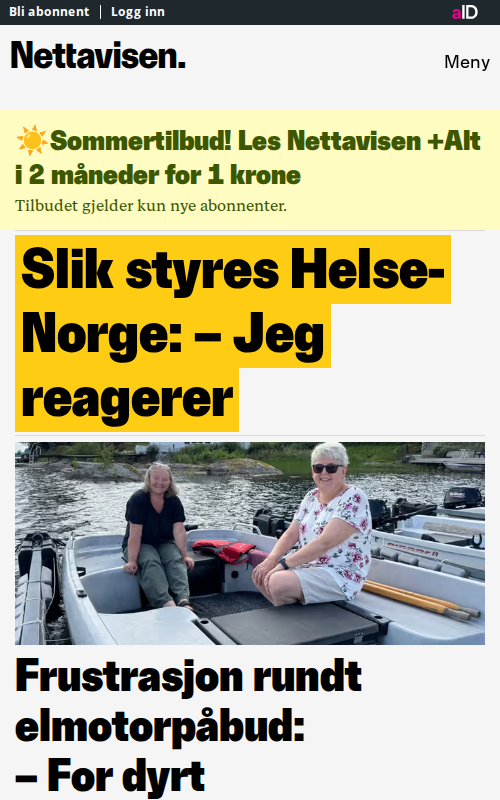 Bli abonnent
Logg inn
aID
Nettavisen.
Meny
Sommertilbud! Les Nettavisen +Alt
i 2 måneder for 1 krone
Tilbudet gjelder kun nye abonnenter.
Slik styres Helse-
Norge: – Jeg
reagerer
Frustrasjon rundt
elmotorpåbud:
– For dyrt